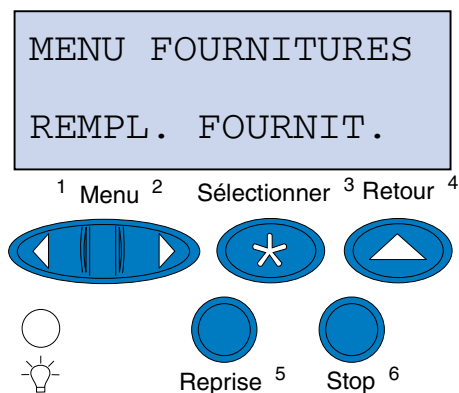 MENU FOURNITURES
REMPL. FOURNIT.
1 Menu 2 Sélectionner 3 Retour 4
Reprise 5 Stop 6